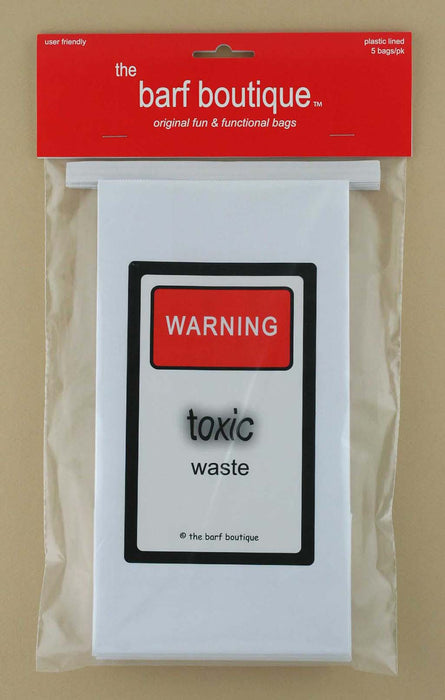 user friendly
plastic lined
5 bags/pk
the
barf boutique™
original fun & functional bags
WARNING
toxic
waste
© the barf boutique